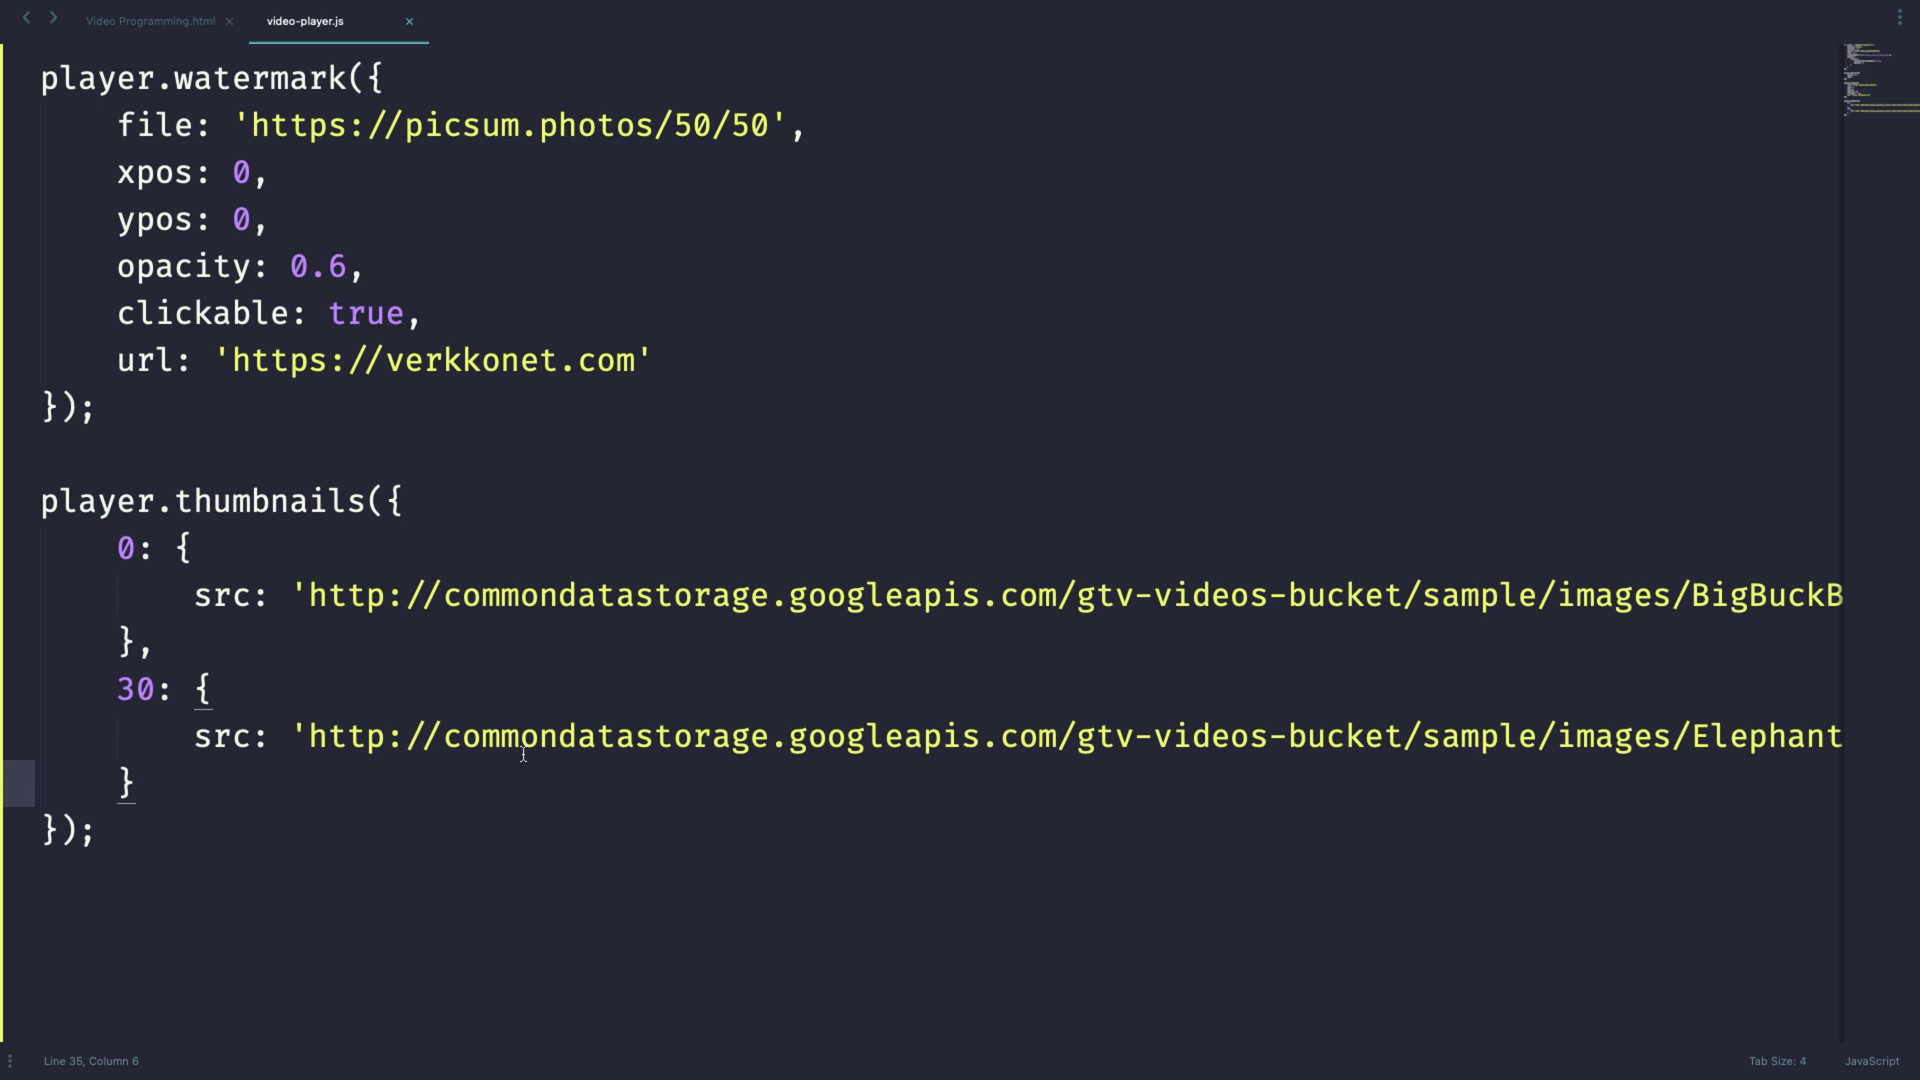 Video Programming.html
video-player.js
player.watermark({
file: 'https://picsum.photos/50/50',
xpos: 0,
ypos: 0,
opacity: 0.6,
clickable: true,
url: 'https://verkkonet.com'
});
player.thumbnails({
0: {
src: 'http://commondatastorage.googleapis.com/gtv-videos-bucket/sample/images/BigBuckB
},
30: {
src: 'http://commondatastorage.googleapis.com/gtv-videos-bucket/sample/images/Elephant
}
});
Line 35, Column 6
Tab Size: 4
JavaScript